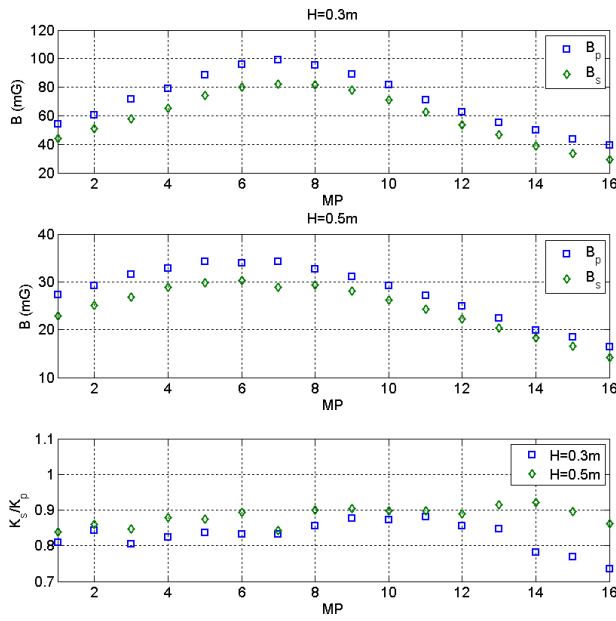 H=0.3m
120
100
80
60
40
20
B (mG)
B_p
B_s
2 4 6 8 10 12 14 16
MP
H=0.5m
40
30
20
10
B (mG)
B_p
B_s
2 4 6 8 10 12 14 16
MP
1.1
1
0.9
0.8
0.7
K_s/K_p
H=0.3m
H=0.5m
2 4 6 8 10 12 14 16
MP